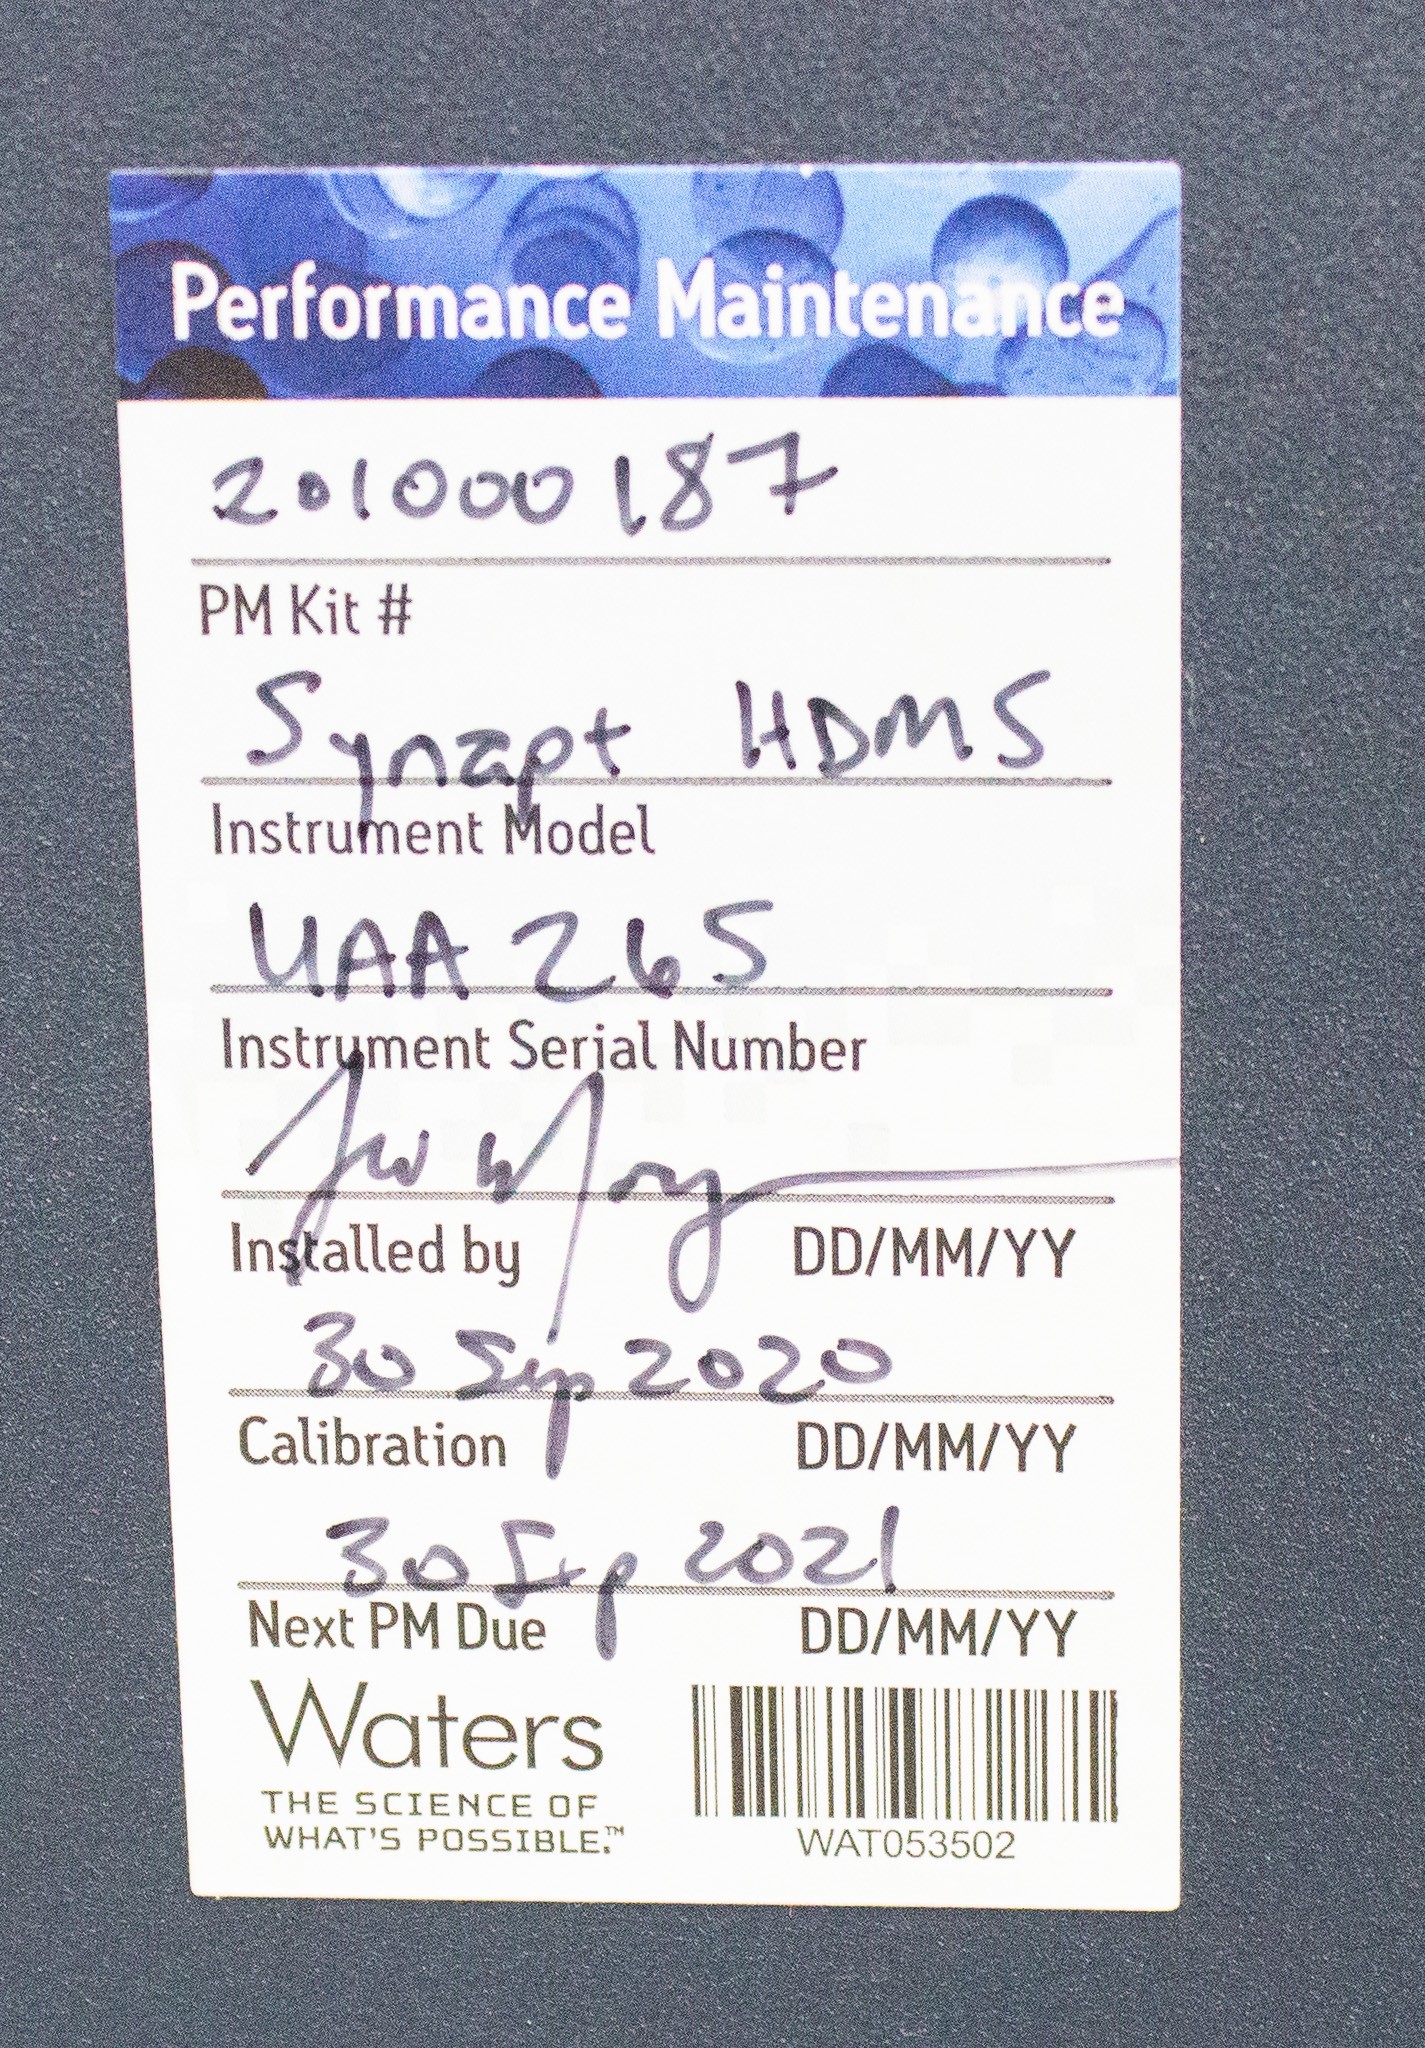 Performance Maintenance
201000187
PM Kit #
Synapt HDMS
Instrument Model
UAA265
Instrument Serial Number
Installed by DD/MM/YY
30 Sep 2020
Calibration DD/MM/YY
30 Sep 2021
Next PM Due DD/MM/YY
Waters
THE SCIENCE OF
WHAT'S POSSIBLE.™
WAT053502